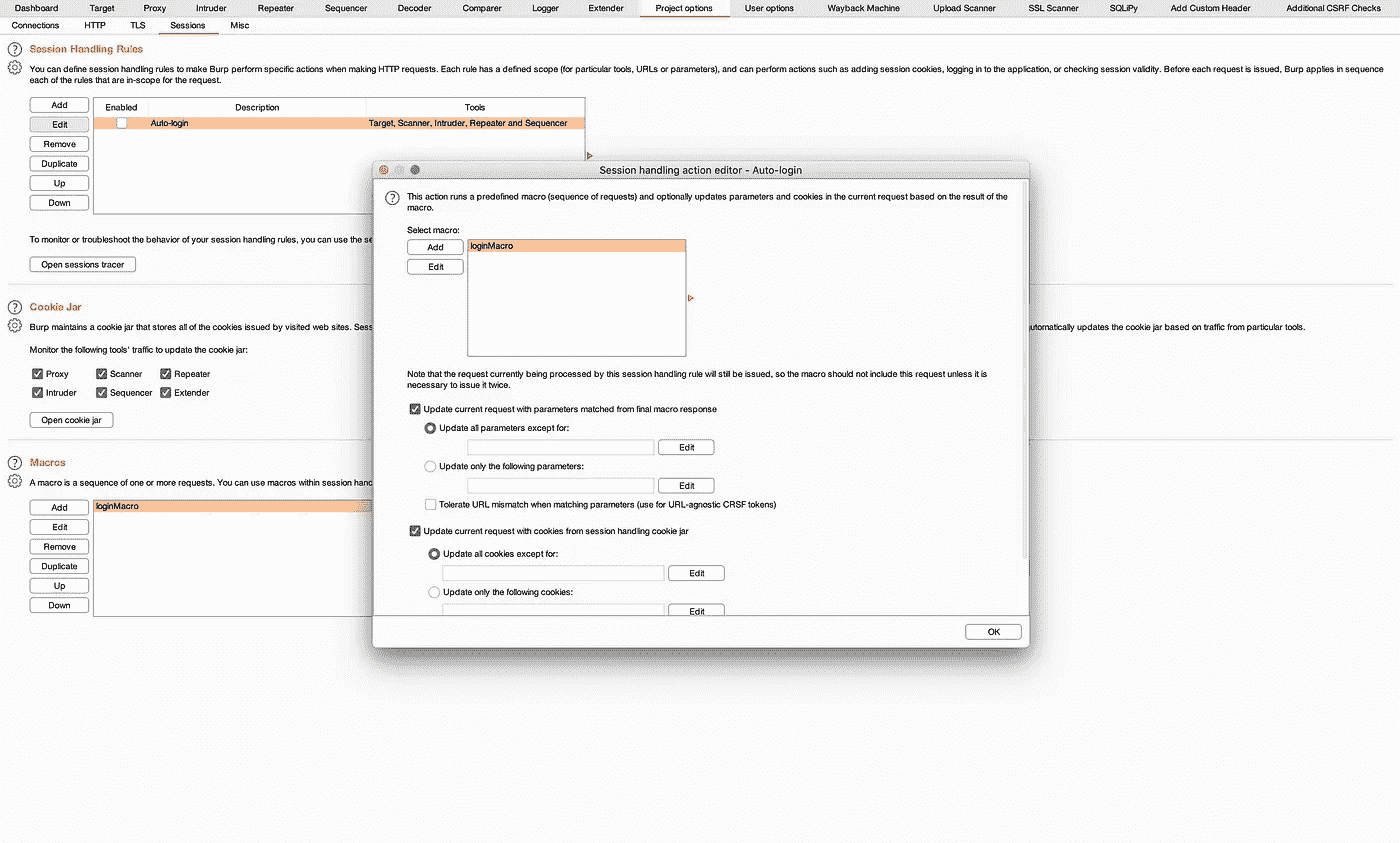 Dashboard Target Proxy Intruder Repeater Sequencer Decoder Comparer Logger Extender Project options User options Wayback Machine Upload Scanner SSL Scanner SQLiPy Add Custom Header Additional CSRF Checks
Connections HTTP TLS Sessions Misc
? Session Handling Rules
You can define session handling rules to make Burp perform specific actions when making HTTP requests. Each rule has a defined scope (for particular tools, URLs or parameters), and can perform actions such as adding session cookies, logging in to the application, or checking session validity. Before each request is issued, Burp applies in sequence
each of the rules that are in-scope for the request.
Add
Edit
Remove
Duplicate
Up
Down
Enabled Description Tools
Auto-login Target, Scanner, Intruder, Repeater and Sequencer
To monitor or troubleshoot the behavior of your session handling rules, you can use the se
Open sessions tracer
? Cookie Jar
Burp maintains a cookie jar that stores all of the cookies issued by visited web sites. Sess
utomatically updates the cookie jar based on traffic from particular tools.
Monitor the following tools' traffic to update the cookie jar:
Proxy Scanner Repeater
Intruder Sequencer Extender
Open cookie jar
? Macros
A macro is a sequence of one or more requests. You can use macros within session hand
Add
Edit
Remove
Duplicate
Up
Down
loginMacro
Session handling action editor - Auto-login
? This action runs a predefined macro (sequence of requests) and optionally updates parameters and cookies in the current request based on the result of the
macro.
Select macro:
Add
Edit
loginMacro
Note that the request currently being processed by this session handling rule will still be issued, so the macro should not include this request unless it is
necessary to issue it twice.
Update current request with parameters matched from final macro response
Update all parameters except for:
Edit
Update only the following parameters:
Edit
Tolerate URL mismatch when matching parameters (use for URL-agnostic CRSF tokens)
Update current request with cookies from session handling cookie jar
Update all cookies except for:
Edit
Update only the following cookies:
Edit
OK